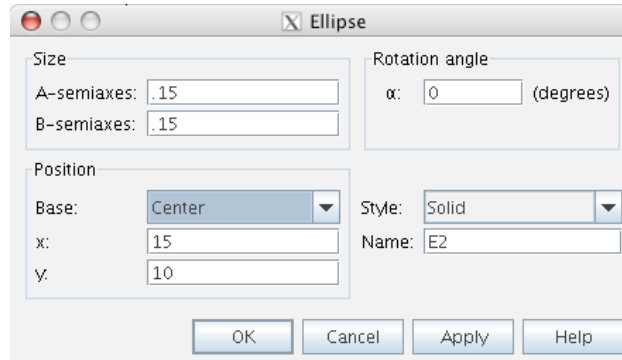 X Ellipse
Size
A-semiaxes: .15
B-semiaxes: .15
Rotation angle
α: 0 (degrees)
Position
Base: Center
x: 15
y: 10
Style: Solid
Name: E2
OK Cancel Apply Help